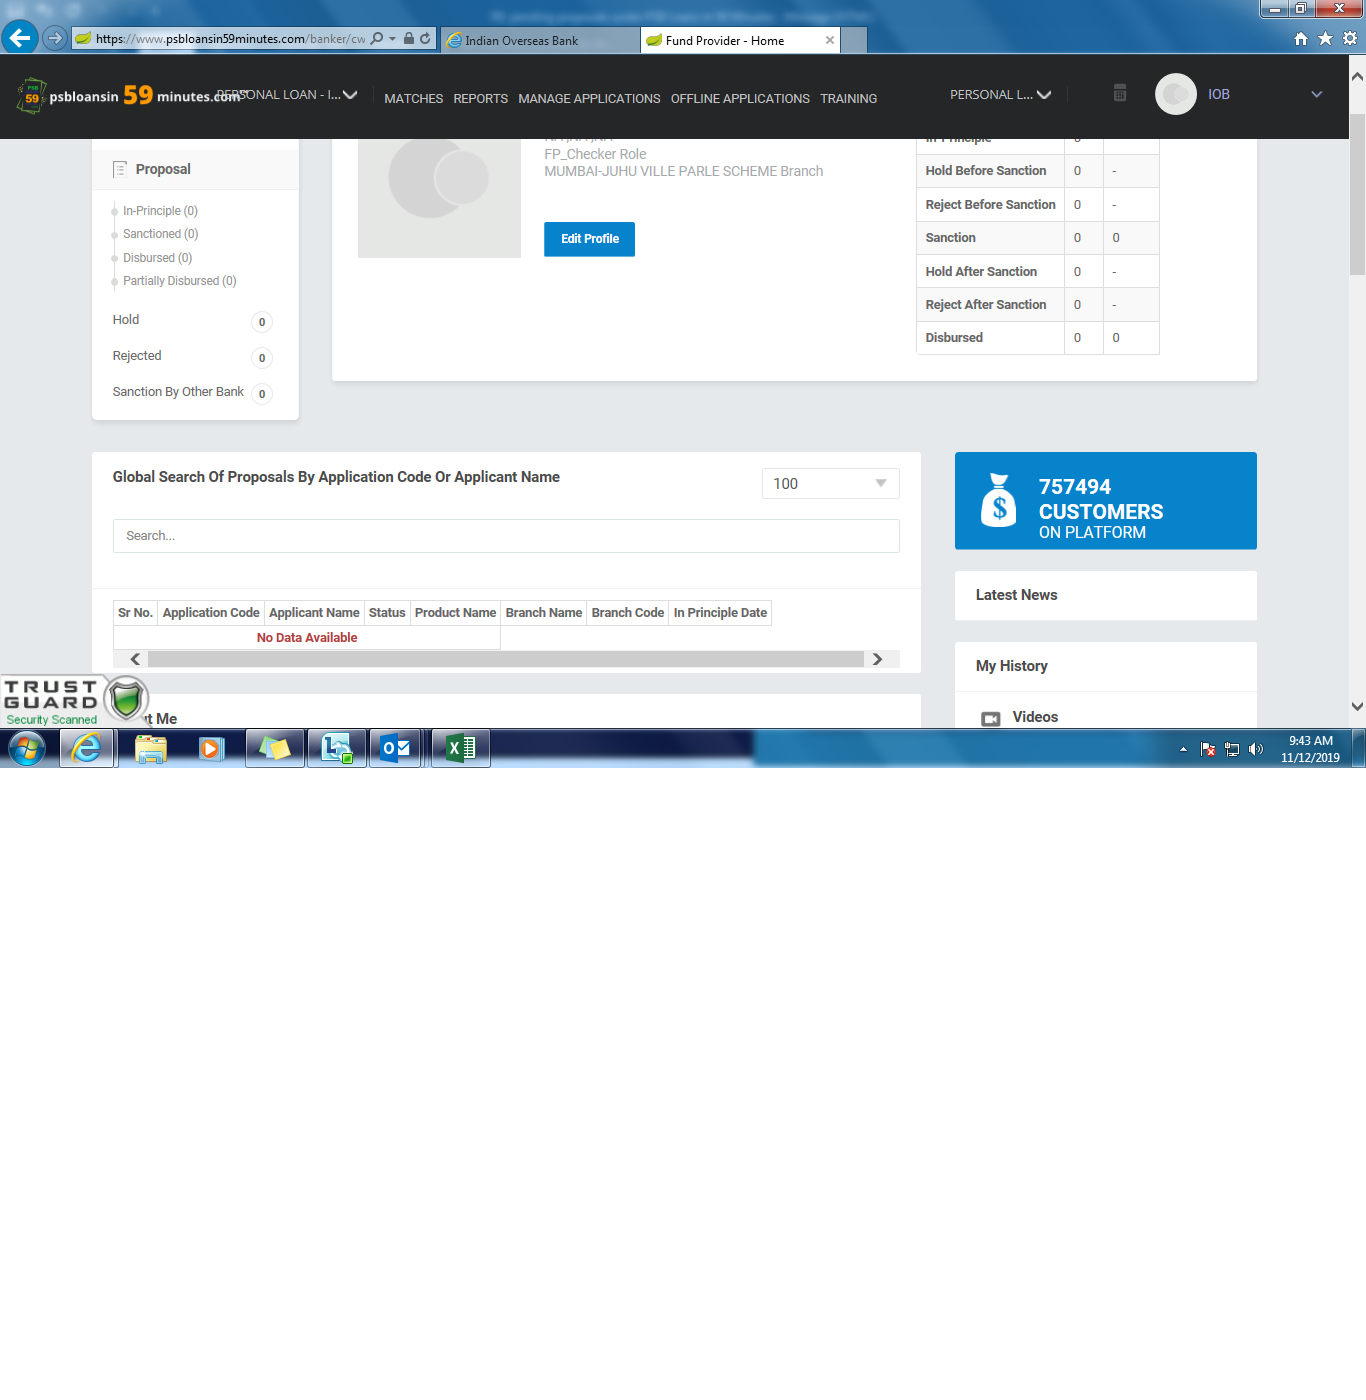 https://www.psbloansin59minutes.com/banker/cw
Indian Overseas Bank
Fund Provider - Home
PSB
59
psbloansin 59 minutes.com
PERSONAL LOAN - I...
MATCHES REPORTS MANAGE APPLICATIONS OFFLINE APPLICATIONS TRAINING
PERSONAL L...
IOB
Proposal
In-Principle (0)
Sanctioned (0)
Disbursed (0)
Partially Disbursed (0)
Hold 0
Rejected 0
Sanction By Other Bank 0
FP_Checker Role
MUMBAI-JUHU VILLE PARLE SCHEME Branch
Edit Profile
In-Principle 0
Hold Before Sanction 0 -
Reject Before Sanction 0 -
Sanction 0 0
Hold After Sanction 0 -
Reject After Sanction 0 -
Disbursed 0 0
Global Search Of Proposals By Application Code Or Applicant Name
100
Search...
Sr No. Application Code Applicant Name Status Product Name Branch Name Branch Code In Principle Date
No Data Available
757494
CUSTOMERS
ON PLATFORM
Latest News
My History
Videos
TRUST
GUARD
Security Scanned
t Me
9:43 AM
11/12/2019